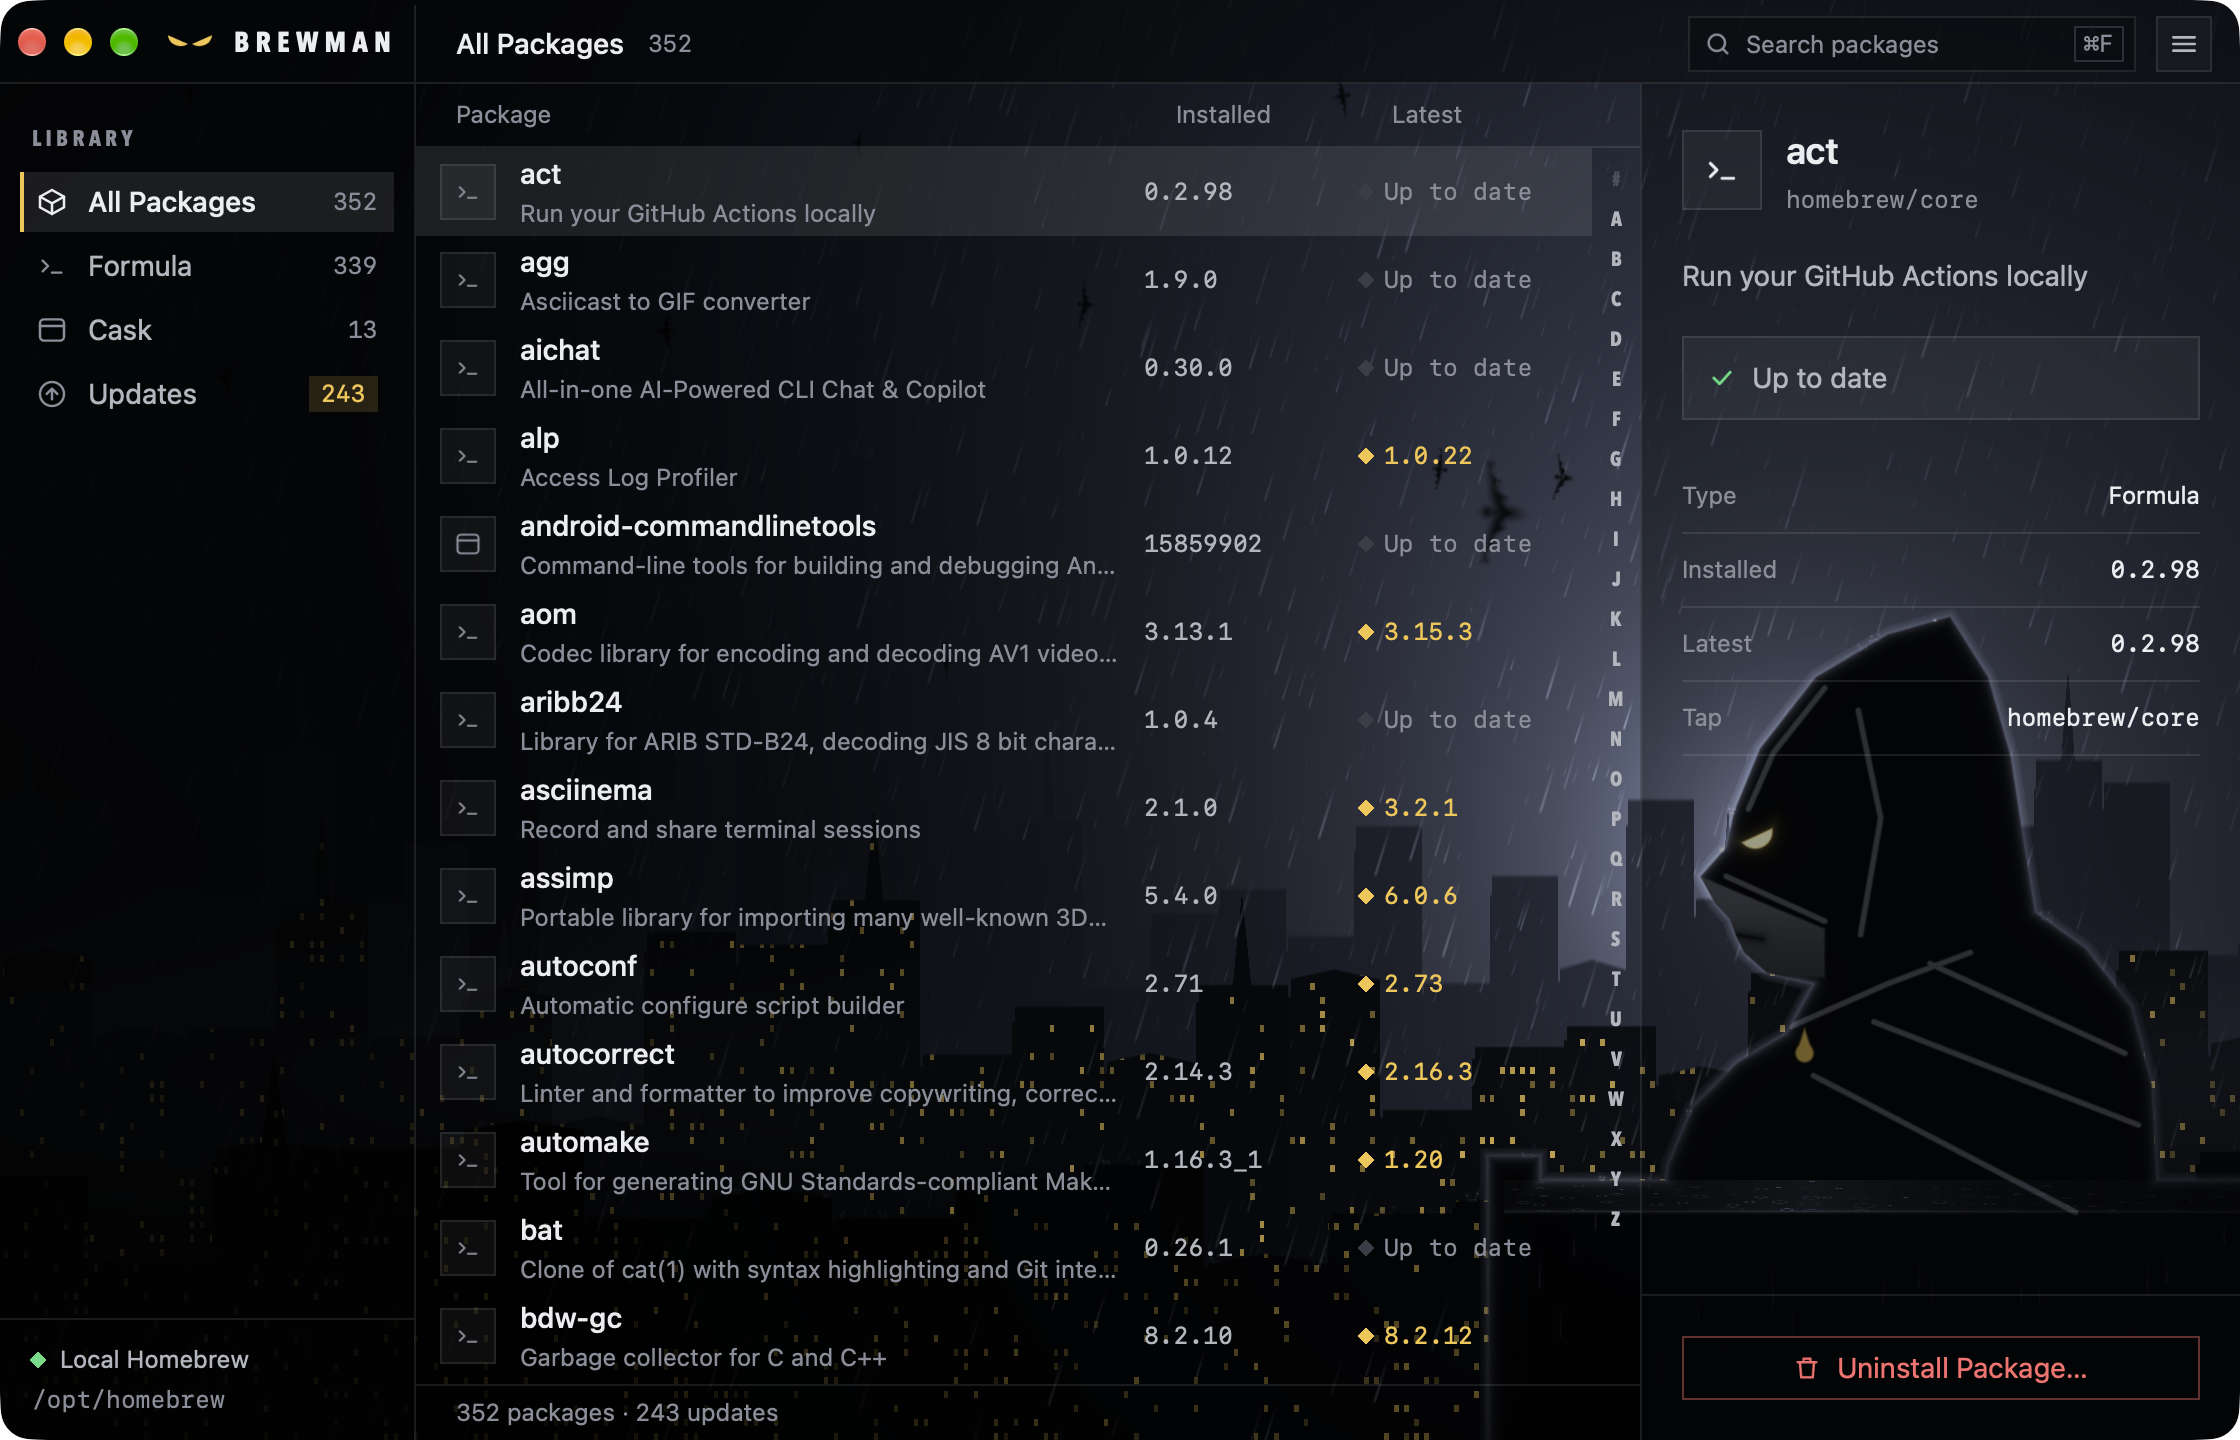 BREWMAN
All Packages 352
Search packages ⌘F
LIBRARY
All Packages 352
Formula 339
Cask 13
Updates 243
Local Homebrew
/opt/homebrew
Package Installed Latest
act 0.2.98 Up to date
Run your GitHub Actions locally
agg 1.9.0 Up to date
Asciicast to GIF converter
aichat 0.30.0 Up to date
All-in-one AI-Powered CLI Chat & Copilot
alp 1.0.12 1.0.22
Access Log Profiler
android-commandlinetools 15859902 Up to date
Command-line tools for building and debugging An...
aom 3.13.1 3.15.3
Codec library for encoding and decoding AV1 video...
aribb24 1.0.4 Up to date
Library for ARIB STD-B24, decoding JIS 8 bit chara...
asciinema 2.1.0 3.2.1
Record and share terminal sessions
assimp 5.4.0 6.0.6
Portable library for importing many well-known 3D...
autoconf 2.71 2.73
Automatic configure script builder
autocorrect 2.14.3 2.16.3
Linter and formatter to improve copywriting, correc...
automake 1.16.3_1 1.20
Tool for generating GNU Standards-compliant Mak...
bat 0.26.1 Up to date
Clone of cat(1) with syntax highlighting and Git inte...
bdw-gc 8.2.10 8.2.12
Garbage collector for C and C++
352 packages · 243 updates
#
A
B
C
D
E
F
G
H
I
J
K
L
M
N
O
P
Q
R
S
T
U
V
W
X
Y
Z
act
homebrew/core
Run your GitHub Actions locally
Up to date
Type Formula
Installed 0.2.98
Latest 0.2.98
Tap homebrew/core
Uninstall Package...